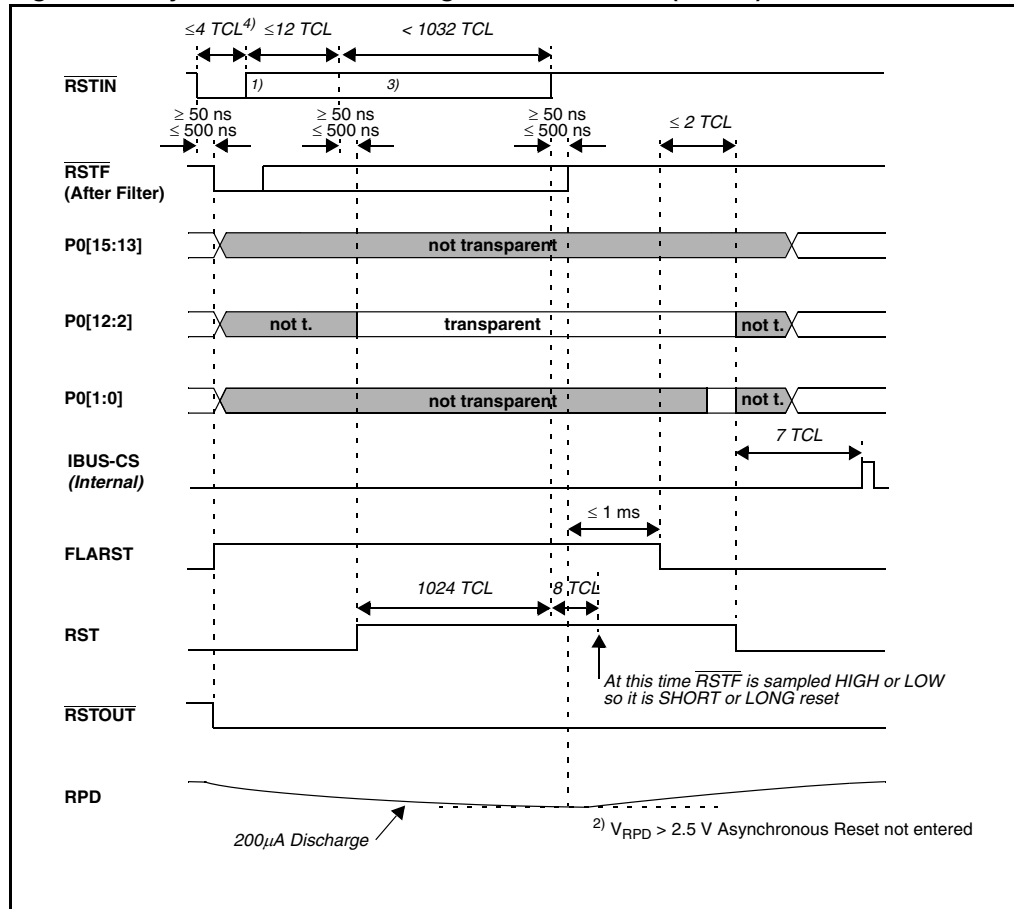 ≤4 TCL4) ≤12 TCL < 1032 TCL
RSTIN 1) 3)
≥ 50 ns ≥ 50 ns ≥ 50 ns
≤ 500 ns ≤ 500 ns ≤ 500 ns ≤ 2 TCL
RSTF
(After Filter)
P0[15:13] not transparent
P0[12:2] not t. transparent not t.
P0[1:0] not transparent not t.
7 TCL
IBUS-CS
(Internal)
≤ 1 ms
FLARST
1024 TCL 8 TCL
RST
At this time RSTF is sampled HIGH or LOW
so it is SHORT or LONG reset
RSTOUT
RPD
200μA Discharge
2) VRPD > 2.5 V Asynchronous Reset not entered